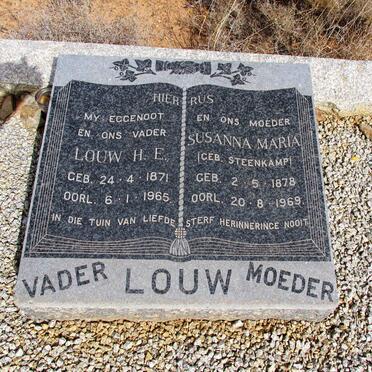 HIER RUS
MY EGGENOOT
EN ONS VADER
LOUW H. E.
GEB. 24 · 4 · 1871
OORL. 6 · 1 · 1965
EN ONS MOEDER
SUSANNA MARIA
(GEB. STEENKAMP)
GEB. 2 · 5 · 1878
OORL. 20 · 8 · 1969
IN DIE TUIN VAN LIEFDE STERF HERINNERINCE NOOIT
VADER LOUW MOEDER